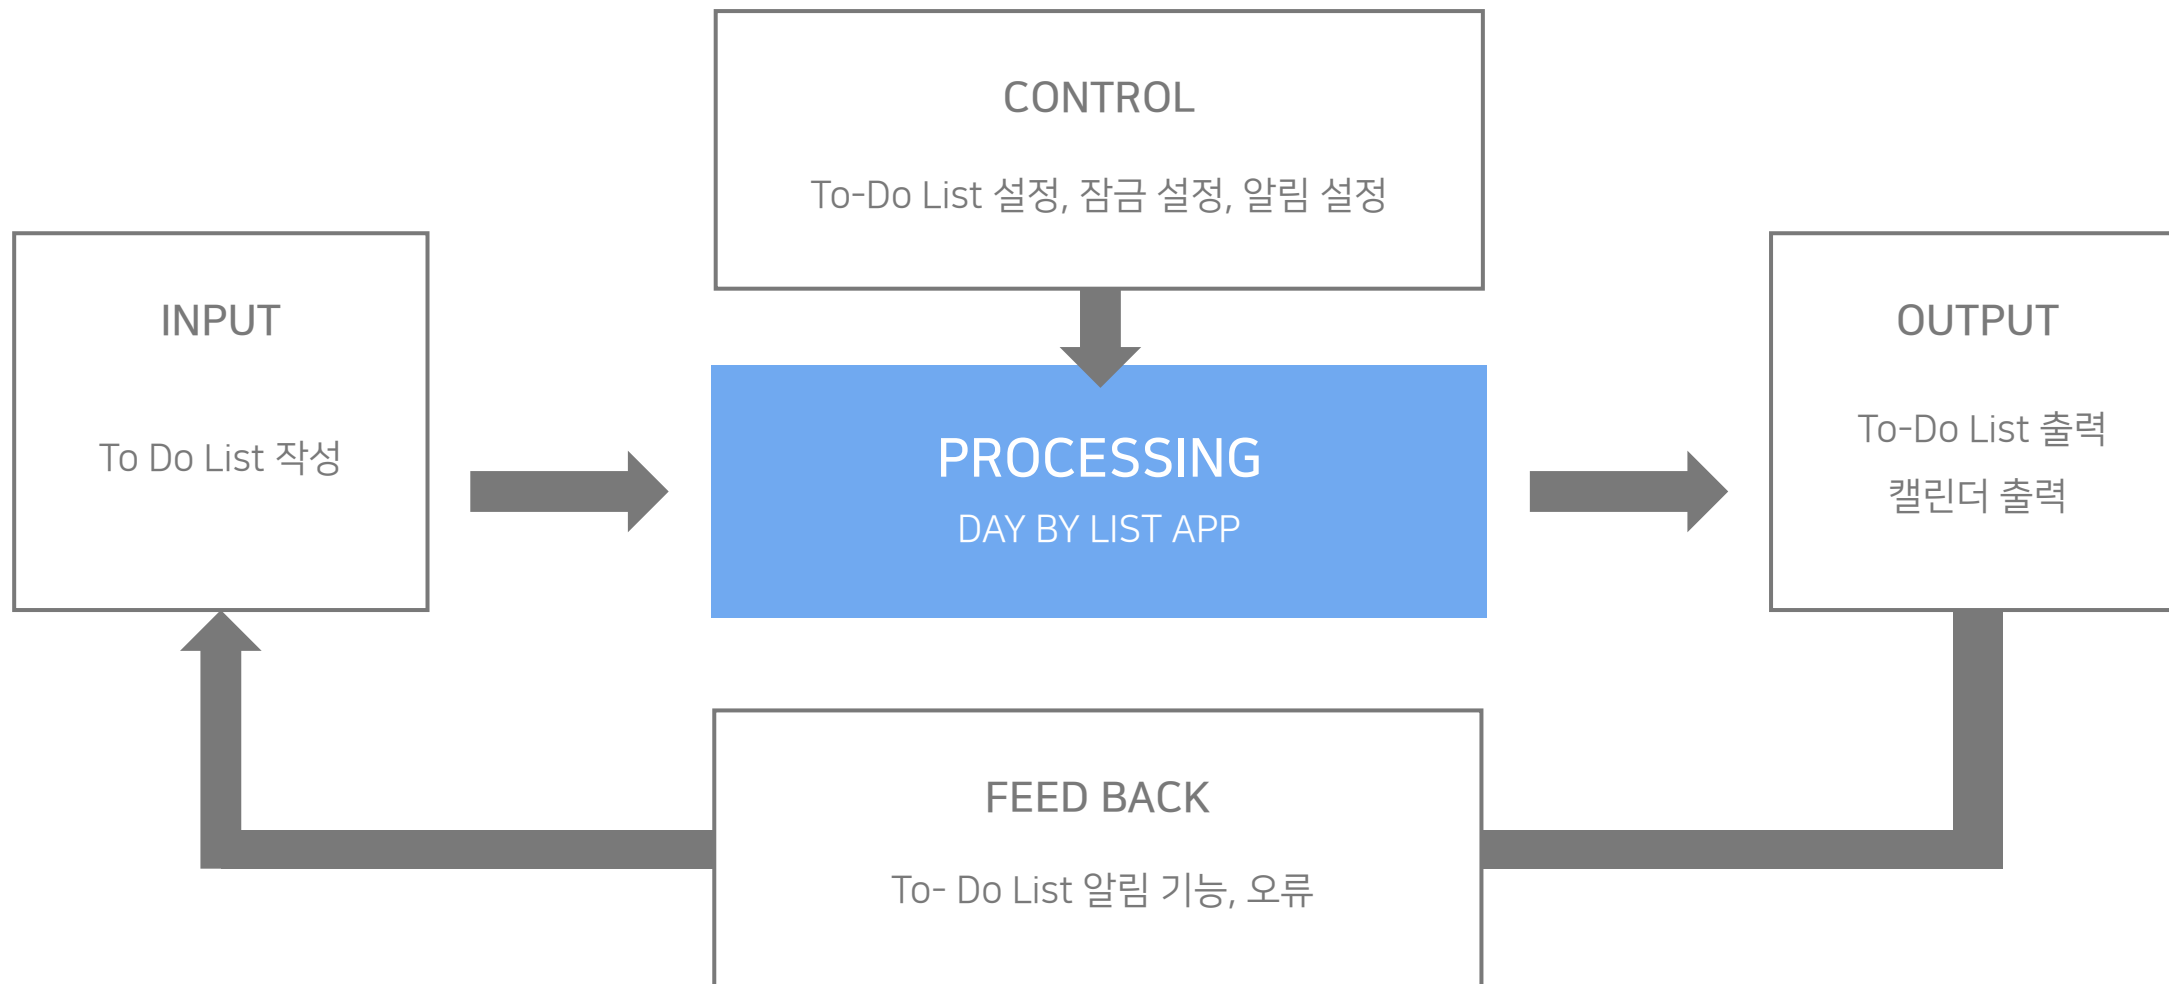 CONTROL
To-Do List 설정, 잠금 설정, 알림 설정
INPUT
To Do List 작성
PROCESSING
DAY BY LIST APP
OUTPUT
To-Do List 출력
캘린더 출력
FEED BACK
To- Do List 알림 기능, 오류